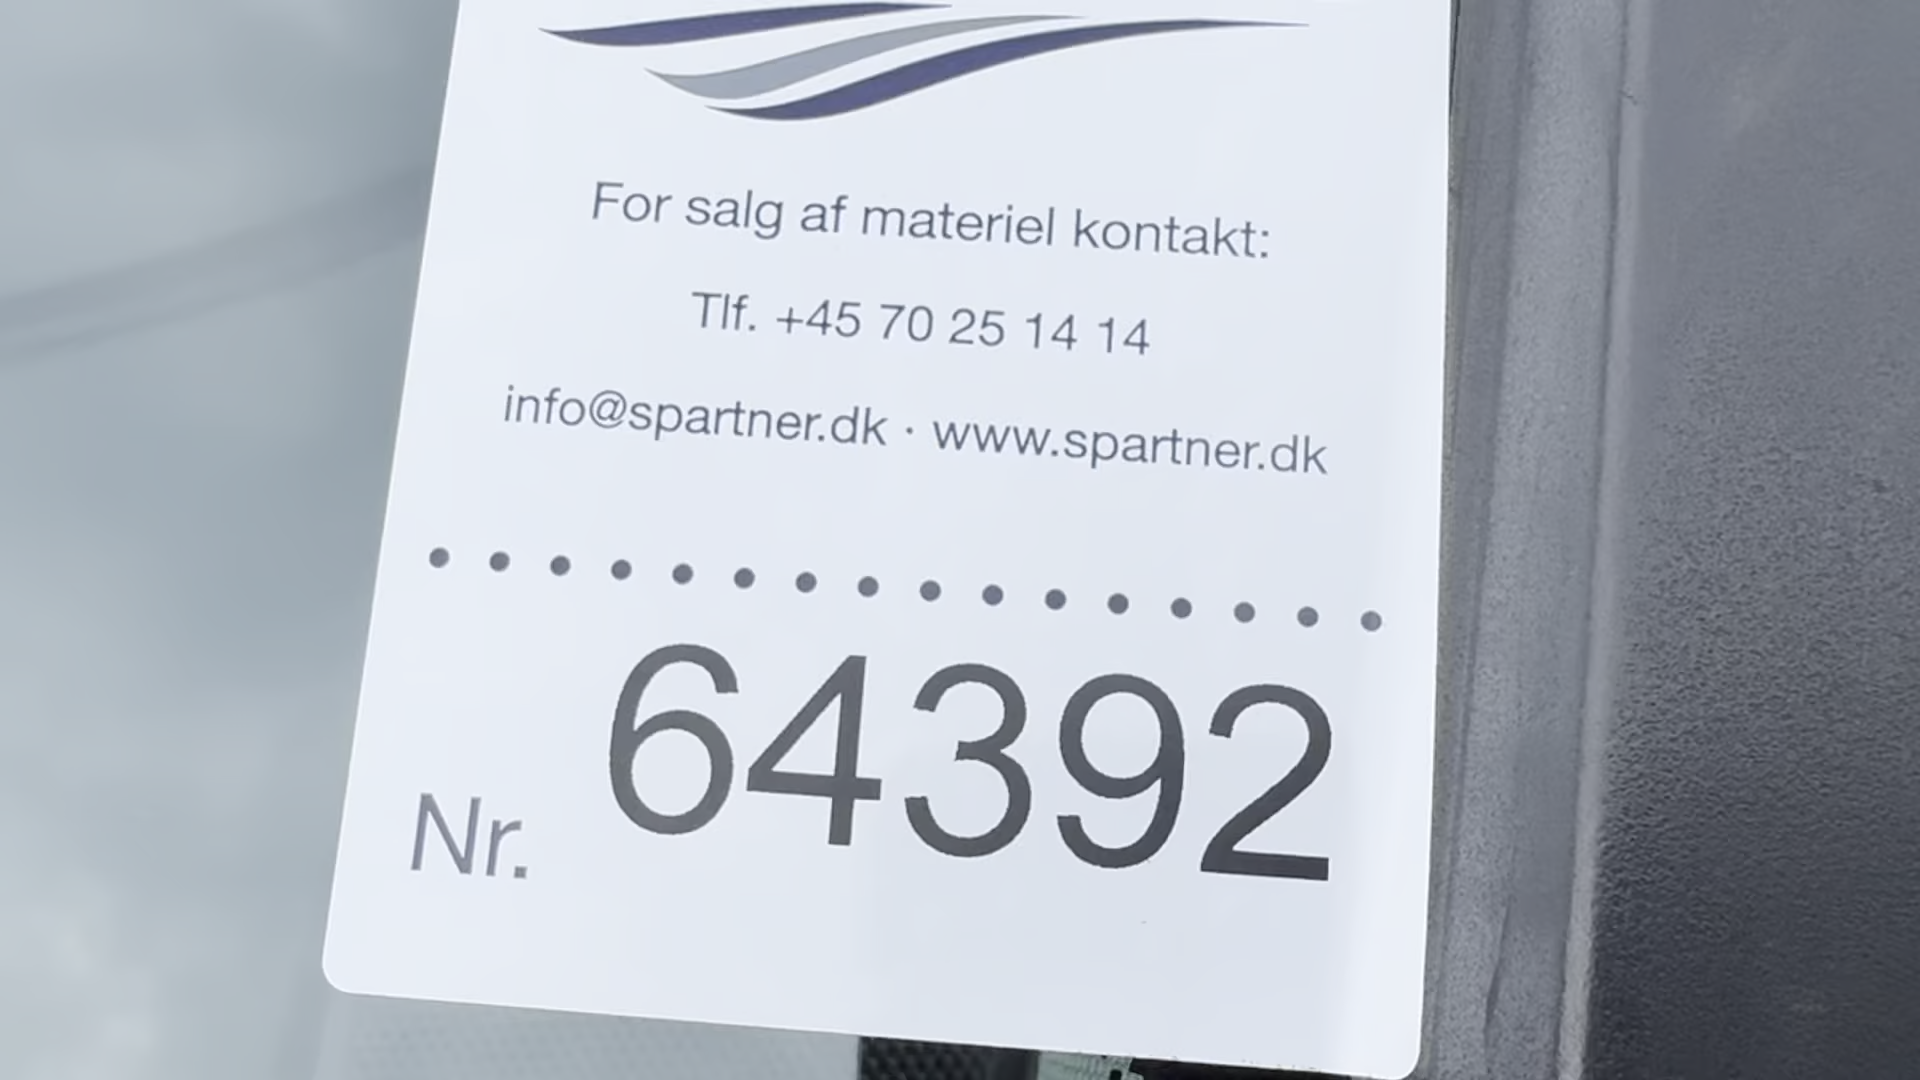 For salg af materiel kontakt:
Tlf. +45 70 25 14 14
info@spartner.dk · www.spartner.dk
Nr. 64392